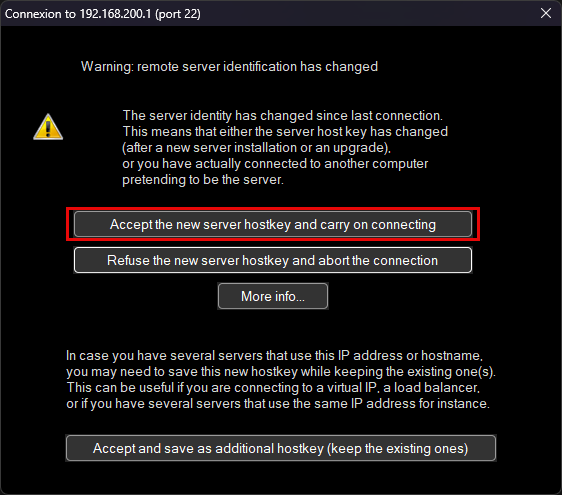 Connexion to 192.168.200.1 (port 22)
Warning: remote server identification has changed
The server identity has changed since last connection.
This means that either the server host key has changed
(after a new server installation or an upgrade),
or you have actually connected to another computer
pretending to be the server.
Accept the new server hostkey and carry on connecting
Refuse the new server hostkey and abort the connection
More info...
In case you have several servers that use this IP address or hostname,
you may need to save this new hostkey while keeping the existing one(s).
This can be useful if you are connecting to a virtual IP, a load balancer,
or if you have several servers that use the same IP address for instance.
Accept and save as additional hostkey (keep the existing ones)